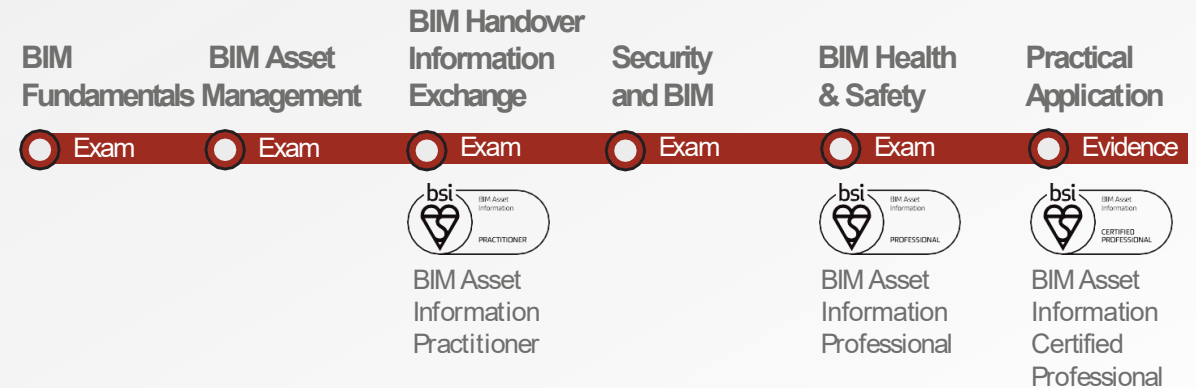 BIM
Fundamentals
BIM Asset
Management
BIM Handover
Information
Exchange
Security
and BIM
BIM Health
& Safety
Practical
Application
Exam
Exam
Exam
Exam
Exam
Evidence
bsi
BIM Asset
Information
PRACTITIONER
BIM Asset
Information
Practitioner
bsi
BIM Asset
Information
PROFESSIONAL
BIM Asset
Information
Professional
bsi
BIM Asset
Information
CERTIFIED
PROFESSIONAL
BIM Asset
Information
Certified
Professional